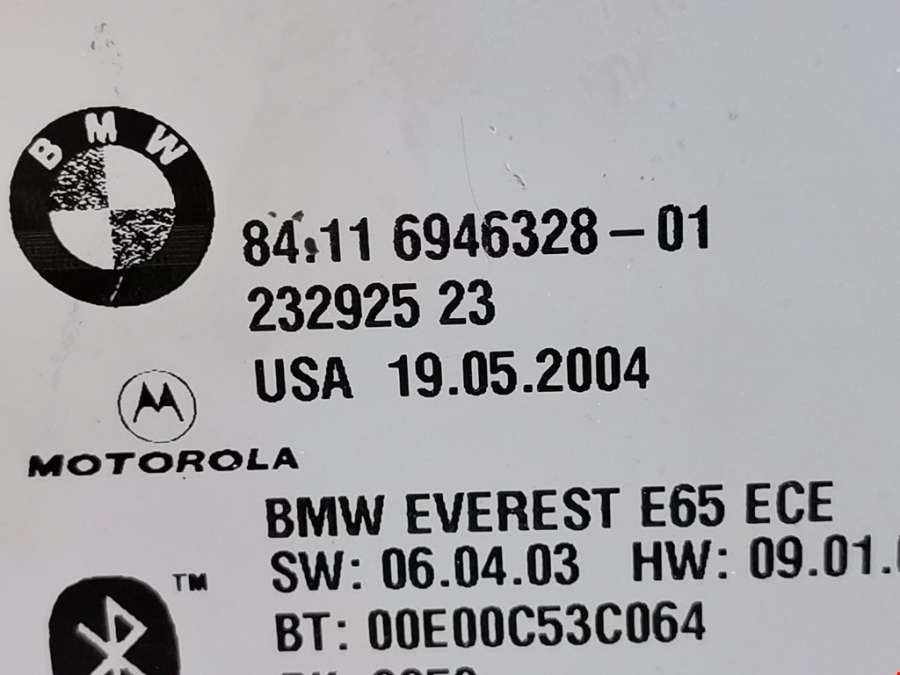 BMW
84.11 6946328-01
232925 23
USA 19.05.2004
MOTOROLA
BMW EVEREST E65 ECE
SW: 06.04.03 HW: 09.01.
TM
BT: 00E00C53C064